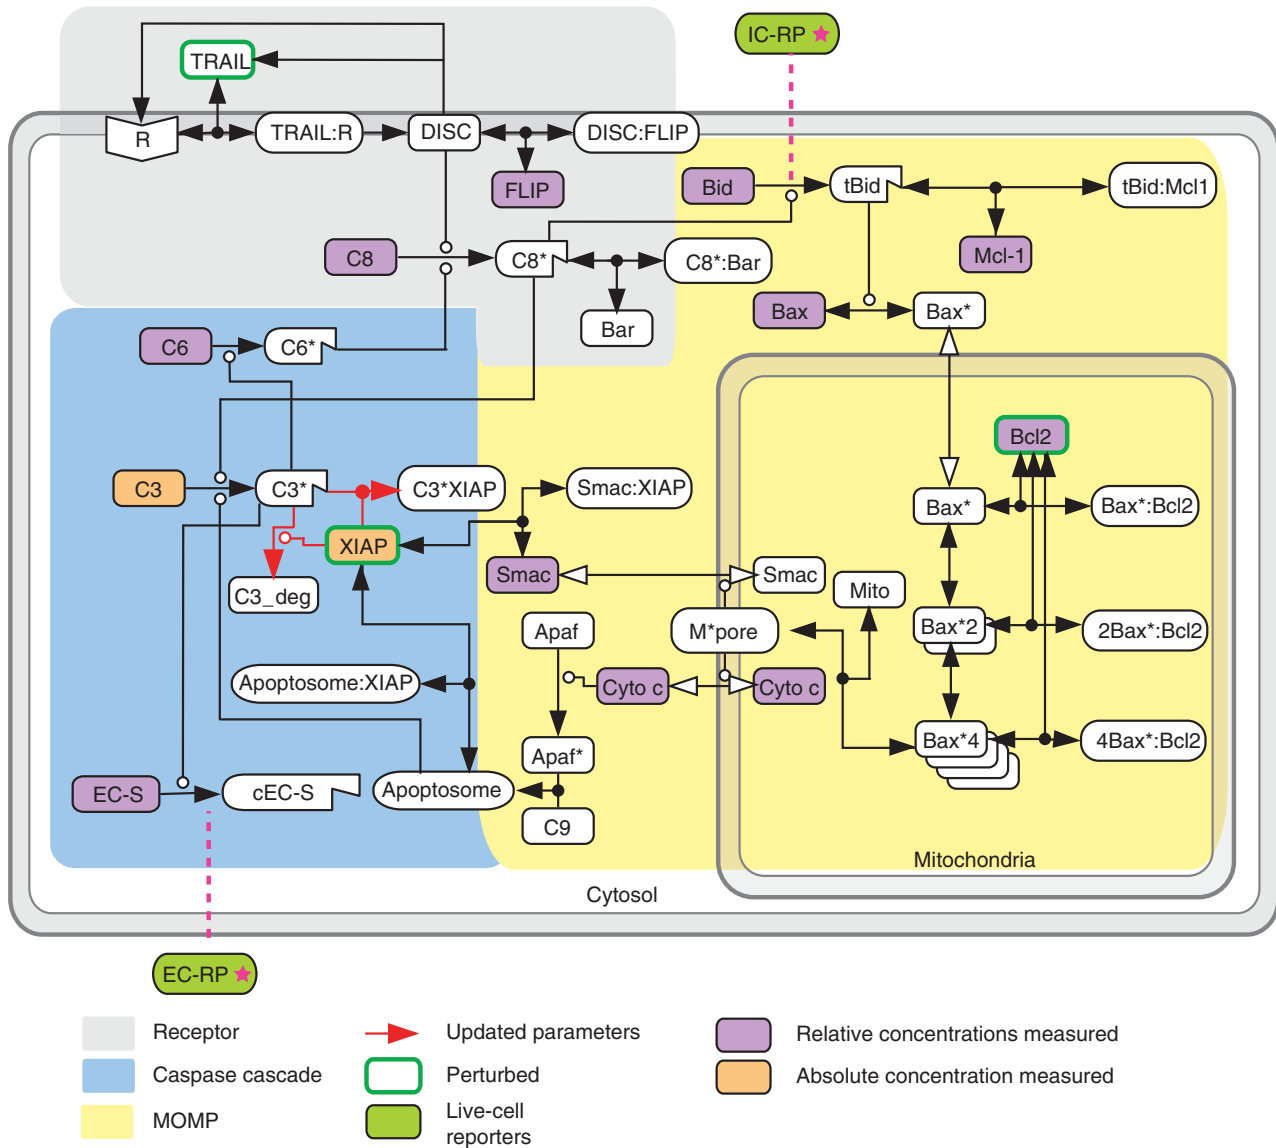 IC-RP
TRAIL
R
TRAIL:R
DISC
DISC:FLIP
FLIP
Bid
tBid
tBid:Mcl1
Mcl-1
C8
C8*
C8*:Bar
Bar
Bax
Bax*
C6
C6*
Bcl2
C3
C3*
C3*XIAP
Smac:XIAP
Bax*
Bax*:Bcl2
XIAP
C3_deg
Smac
Smac
Mito
Apaf
M*pore
Bax*2
2Bax*:Bcl2
Apoptosome:XIAP
Cyto c
Cyto c
Apaf*
Bax*4
4Bax*:Bcl2
EC-S
cEC-S
Apoptosome
C9
Mitochondria
Cytosol
EC-RP
Receptor
Updated parameters
Relative concentrations measured
Caspase cascade
Perturbed
Absolute concentration measured
MOMP
Live-cell
reporters